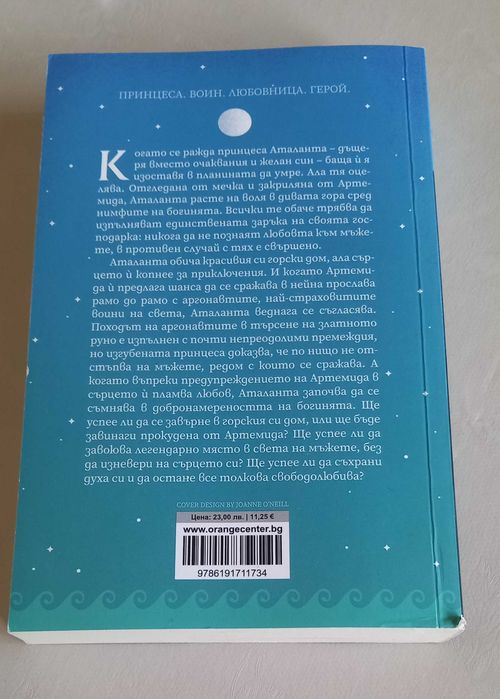 ПРИНЦЕСА. ВОИН. ЛЮБОВНИЦА. ГЕРОЙ.
Когато се ражда принцеса Аталанта – дъще-
ря вместо очаквания и желан син – баща ѝ я
изоставя в планината да умре. Ала тя оце-
лява. Отгледана от мечка и закриляна от Арте-
мида, Аталанта расте на воля в дивата гора сред
нимфите на богинята. Всички те обаче трябва да
изпълняват единствената заръка на своята гос-
подарка: никога да не познаят любовта към мъже-
те, в противен случай с тях е свършено.
Аталанта обича красивия си горски дом, ала сър-
цето ѝ копнее за приключения. И когато Артеми-
да ѝ предлага шанса да се сражава в нейна прослава
рамо до рамо с аргонавтите, най-страховитите
воини на света, Аталанта веднага се съгласява.
Походът на аргонавтите в търсене на златното
руно е изпълнен с почти непреодолими премеждия,
но изгубената принцеса доказва, че по нищо не от-
стъпва на мъжете, редом с които се сражава. А
когато въпреки предупреждението на Артемида в
сърцето ѝ пламва любов, Аталанта започва да се
съмнява в добронамереността на богинята. Ще
успее ли да се завърне в горския си дом, или ще бъде
завинаги прокудена от Артемида? Ще успее ли да
завоюва легендарно място в света на мъжете, без
да изневери на сърцето си? Ще успее ли да съхрани
духа си и да остане все толкова свободолюбива?
COVER DESIGN BY JOANNE O'NEILL
Цена: 23,00 лв. | 11,25 €
www.orangecenter.bg
9786191711734